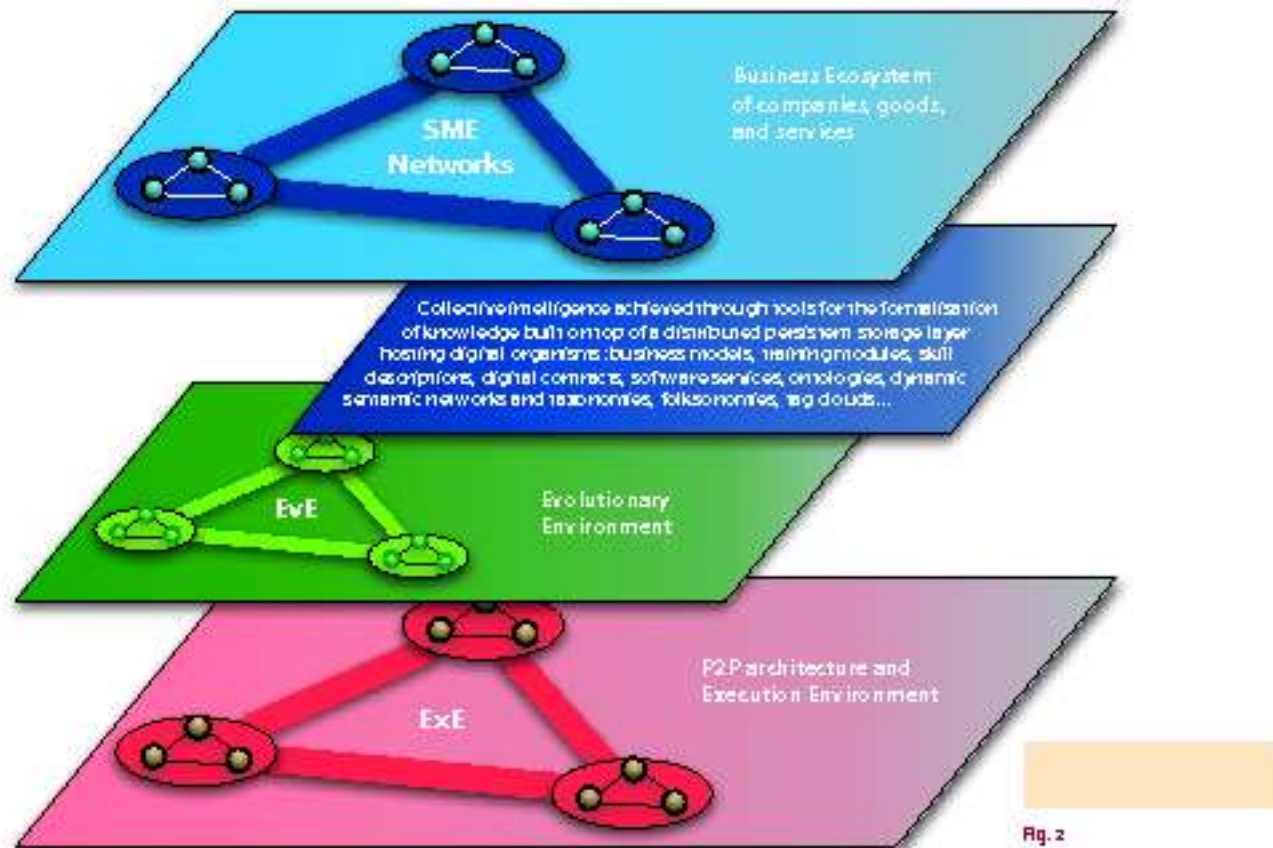 SME
Networks
Business Ecosystem
of companies, goods,
and services
Collective intelligence achieved through tools for the formalisation
of knowledge built on top of a distributed persistent storage layer
hosting digital organisms: business models, training modules, skill
descriptions, digital contracts, software services, ontologies, dynamic
semantic networks and taxonomies, folksonomies, tag clouds...
EvE
Evolutionary
Environment
ExE
P2P architecture and
Execution Environment
Fig. 2